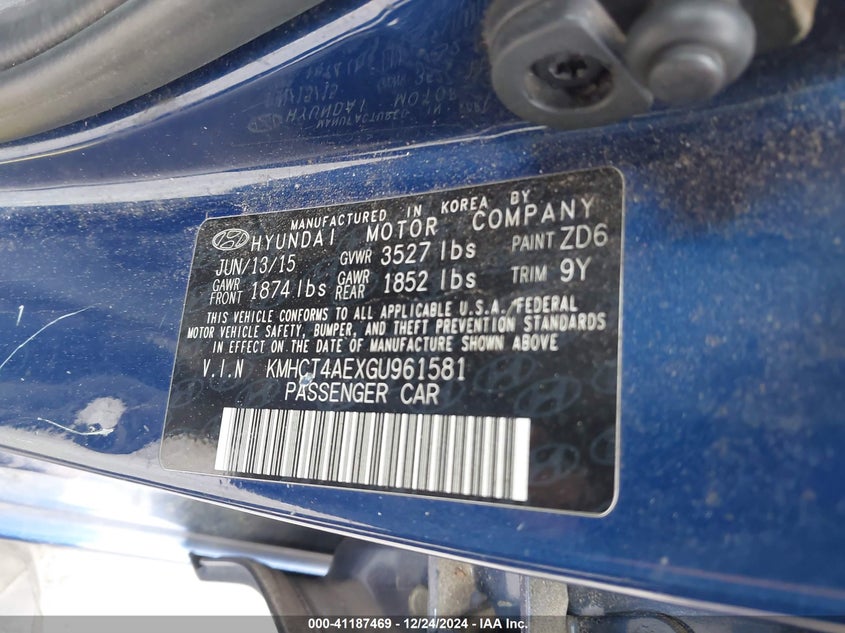 MANUFACTURED IN KOREA BY
HYUNDAI MOTOR COMPANY
JUN/13/15 GVWR 3527 lbs PAINT ZD6
GAWR FRONT 1874 lbs GAWR REAR 1852 lbs TRIM 9Y
THIS VEHICLE CONFORMS TO ALL APPLICABLE U.S.A. FEDERAL
MOTOR VEHICLE SAFETY, BUMPER, AND THEFT PREVENTION STANDARDS
IN EFFECT ON THE DATE OF MANUFACTURE SHOWN ABOVE.
V.I.N KMHCT4AEXGU961581
PASSENGER CAR
000-41187469 - 12/24/2024 - IAA Inc.